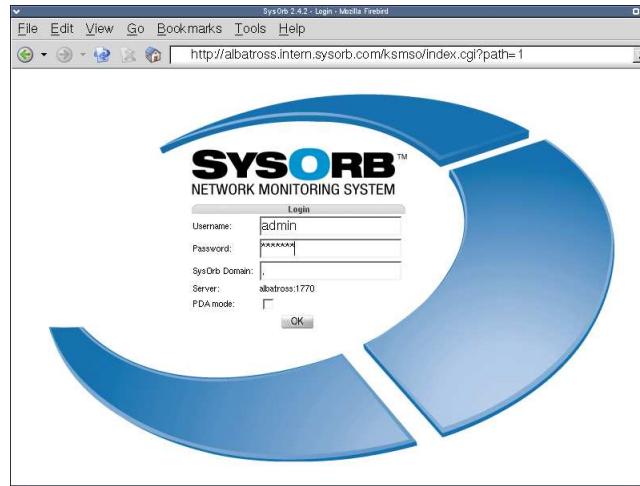 SysOrb 2.4.2 - Login - Mozilla Firebird
File Edit View Go Bookmarks Tools Help
http://albatross.intern.sysorb.com/ksmso/index.cgi?path=1
SYSORB™
NETWORK MONITORING SYSTEM
Login
Username: admin
Password: *******
SysOrb Domain: .
Server: albatross:1770
PDA mode:
OK